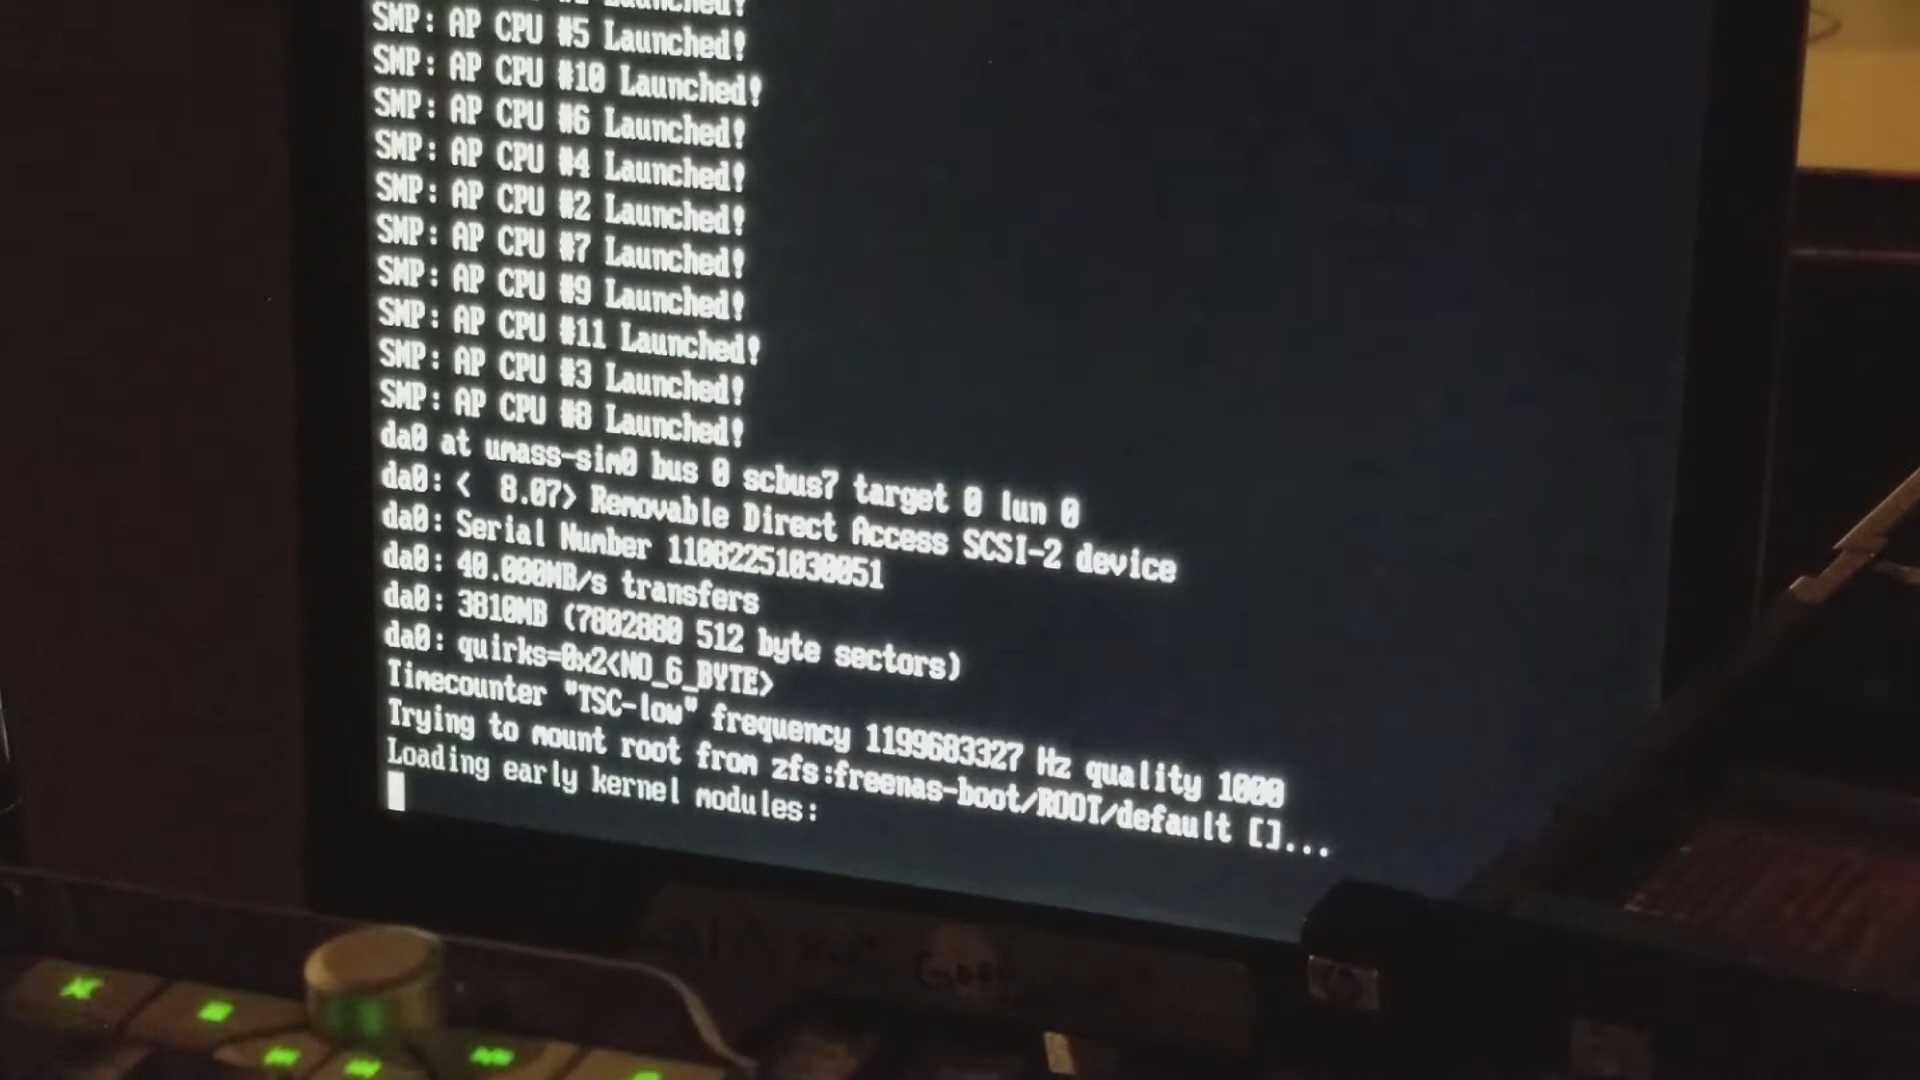 Launched!
SMP: AP CPU #5 Launched!
SMP: AP CPU #10 Launched!
SMP: AP CPU #6 Launched!
SMP: AP CPU #4 Launched!
SMP: AP CPU #2 Launched!
SMP: AP CPU #7 Launched!
SMP: AP CPU #9 Launched!
SMP: AP CPU #11 Launched!
SMP: AP CPU #3 Launched!
SMP: AP CPU #8 Launched!
da0 at umass-sim0 bus 0 scbus7 target 0 lun 0
da0: <  8.07> Removable Direct Access SCSI-2 device
da0: Serial Number 11082251030051
da0: 40.000MB/s transfers
da0: 3810MB (7802880 512 byte sectors)
da0: quirks=0x2<NO_6_BYTE>
Timecounter "TSC-low" frequency 1199683327 Hz quality 1000
Trying to mount root from zfs:freenas-boot/ROOT/default []...
Loading early kernel modules: